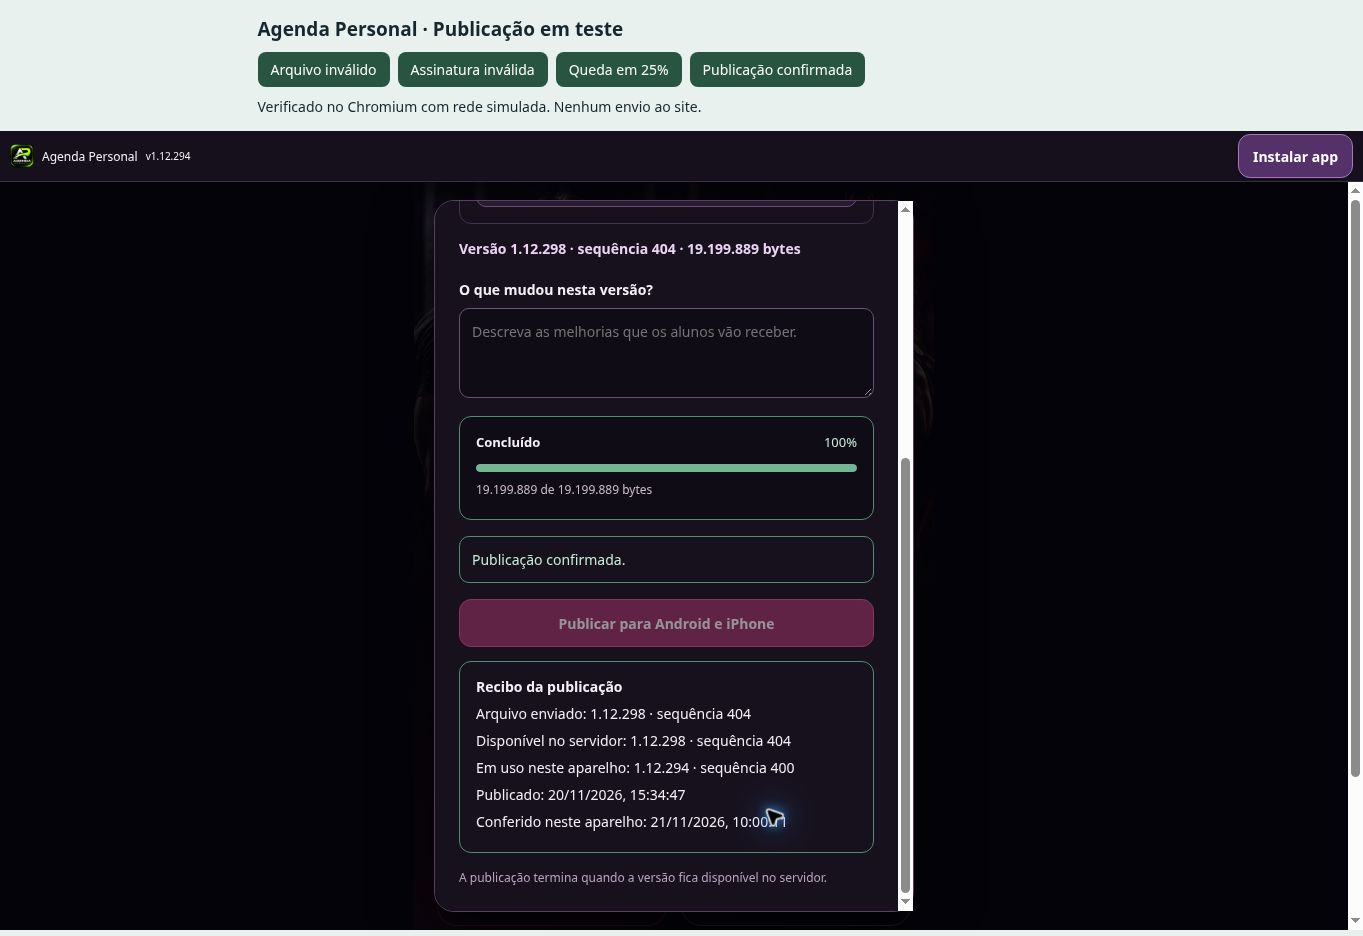 Agenda Personal · Publicação em teste
Arquivo inválido Assinatura inválida Queda em 25% Publicação confirmada
Verificado no Chromium com rede simulada. Nenhum envio ao site.
Agenda Personal v1.12.294 Instalar app
Versão 1.12.298 · sequência 404 · 19.199.889 bytes
O que mudou nesta versão?
Descreva as melhorias que os alunos vão receber.
Concluído 100%
19.199.889 de 19.199.889 bytes
Publicação confirmada.
Publicar para Android e iPhone
Recibo da publicação
Arquivo enviado: 1.12.298 · sequência 404
Disponível no servidor: 1.12.298 · sequência 404
Em uso neste aparelho: 1.12.294 · sequência 400
Publicado: 20/11/2026, 15:34:47
Conferido neste aparelho: 21/11/2026,
A publicação termina quando a versão fica disponível no servidor.